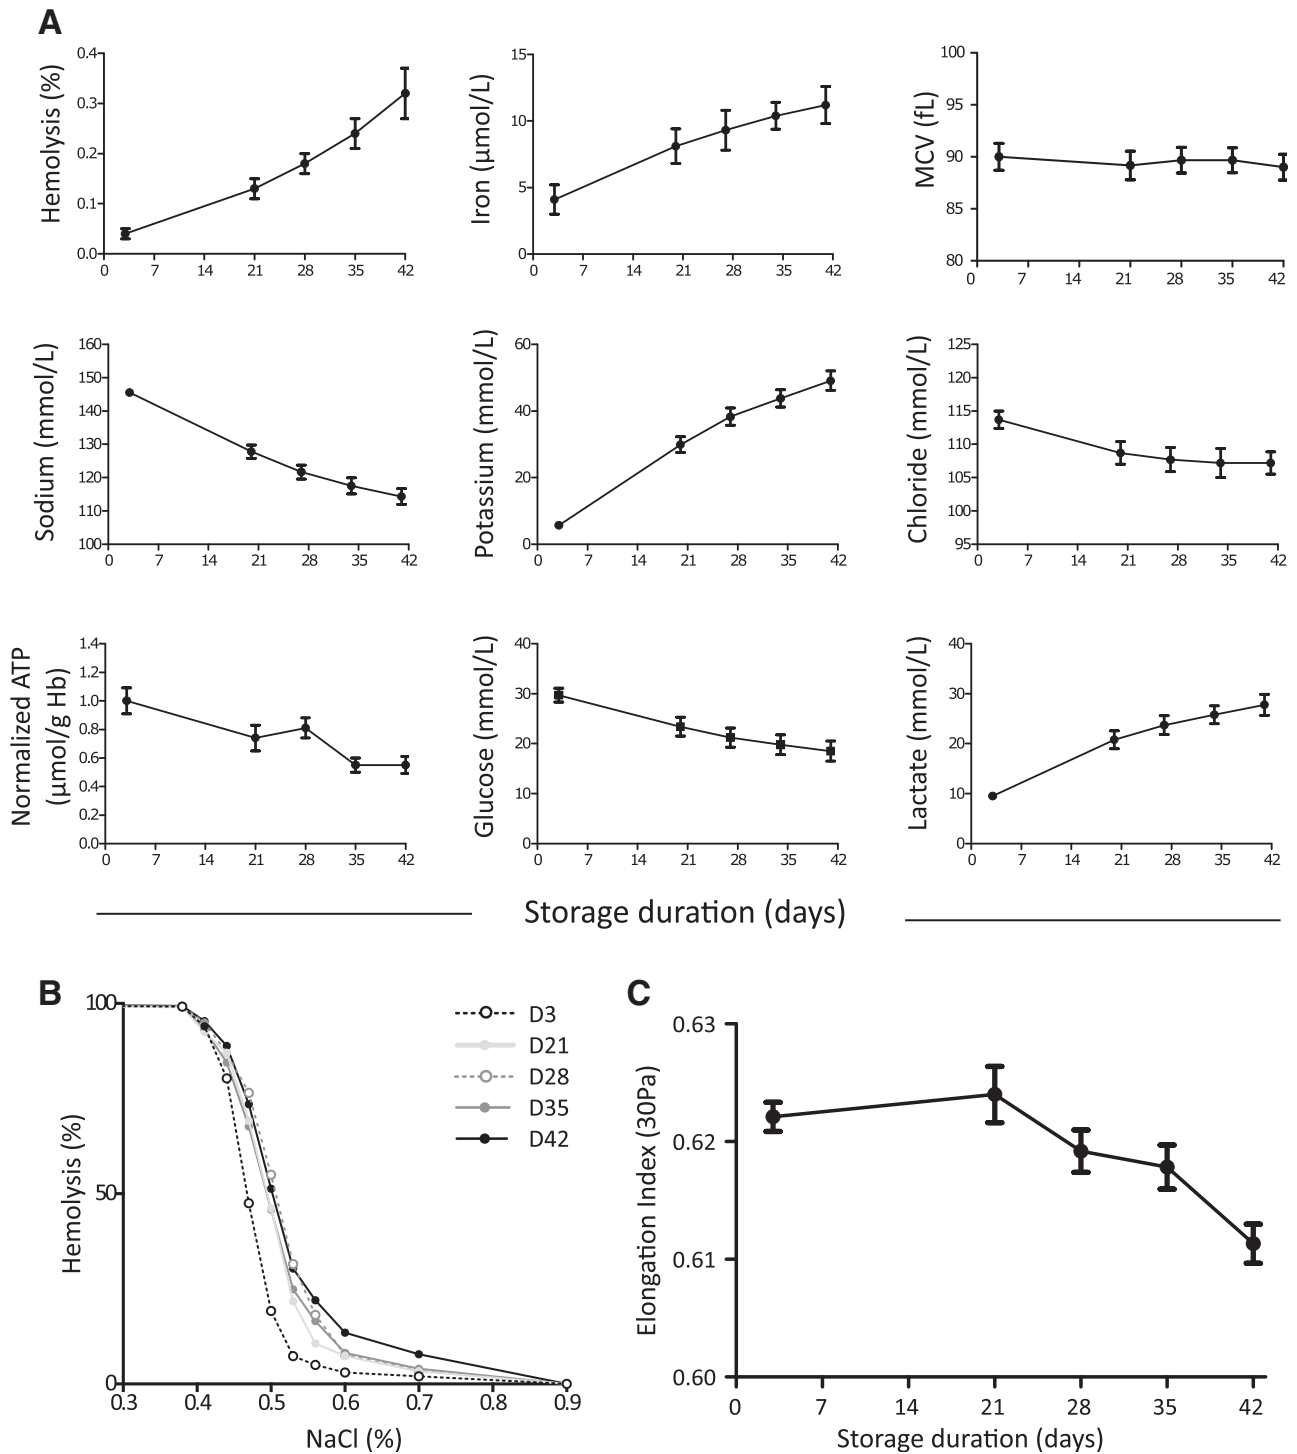 A
Hemolysis (%)
0.4
0.3
0.2
0.1
0.0
0 7 14 21 28 35 42
Iron (µmol/L)
15
10
5
0
0 7 14 21 28 35 42
MCV (fL)
100
95
90
85
80
0 7 14 21 28 35 42
Sodium (mmol/L)
160
150
140
130
120
110
100
0 7 14 21 28 35 42
Potassium (mmol/L)
60
40
20
0
0 7 14 21 28 35 42
Chloride (mmol/L)
125
120
115
110
105
100
95
0 7 14 21 28 35 42
Normalized ATP
(µmol/g Hb)
1.4
1.2
1.0
0.8
0.6
0.4
0.2
0.0
0 7 14 21 28 35 42
Glucose (mmol/L)
40
30
20
10
0
0 7 14 21 28 35 42
Lactate (mmol/L)
40
30
20
10
0
0 7 14 21 28 35 42
Storage duration (days)
B
Hemolysis (%)
100
50
0
0.3 0.4 0.5 0.6 0.7 0.8 0.9
NaCl (%)
D3
D21
D28
D35
D42
C
Elongation Index (30Pa)
0.63
0.62
0.61
0.60
0 7 14 21 28 35 42
Storage duration (days)